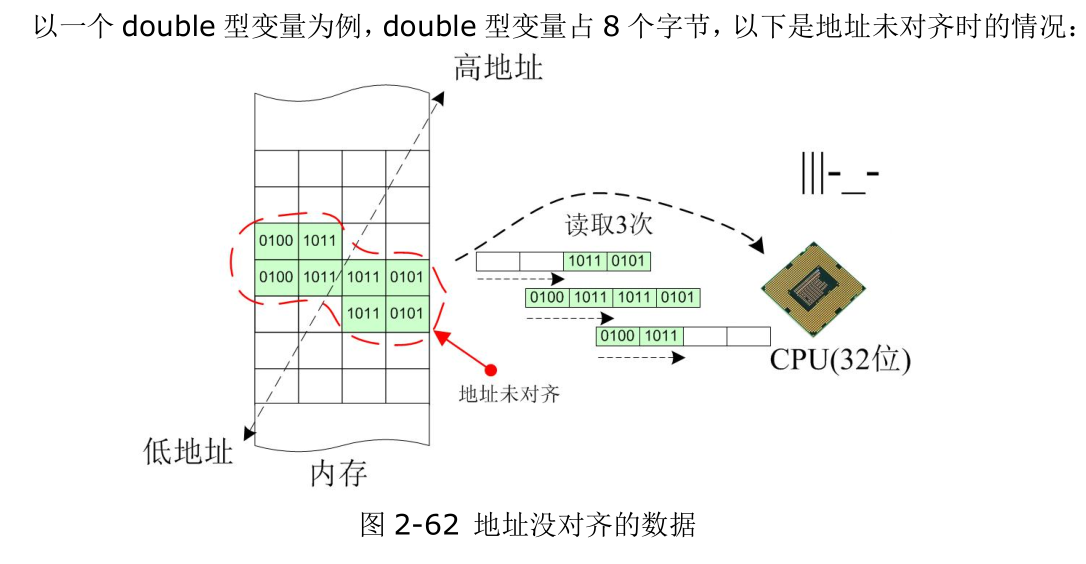 以一个 double 型变量为例，double 型变量占 8 个字节，以下是地址未对齐时的情况：
高地址
|||-_-
读取3次
0100 1011
0100 1011 1011 0101
1011 0101
1011 0101
0100 1011 1011 0101
0100 1011
CPU(32位)
地址未对齐
低地址
内存
图 2-62 地址没对齐的数据